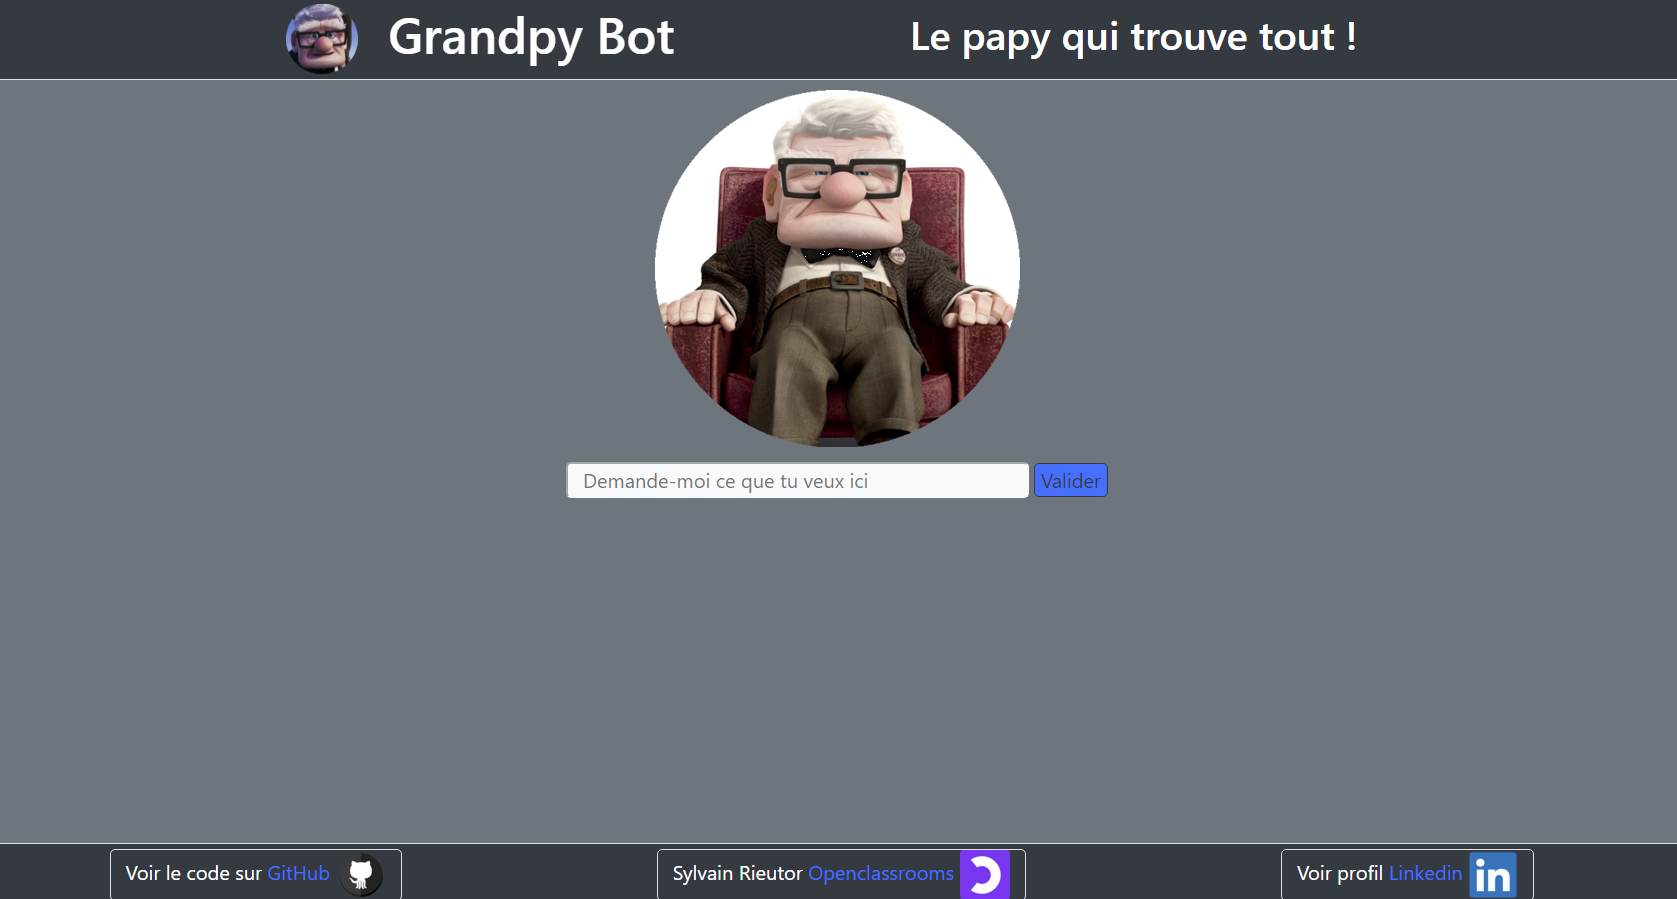 Grandpy Bot
Le papy qui trouve tout !
Demande-moi ce que tu veux ici
Valider
Voir le code sur GitHub
Sylvain Rieutor Openclassrooms
Voir profil Linkedin
in